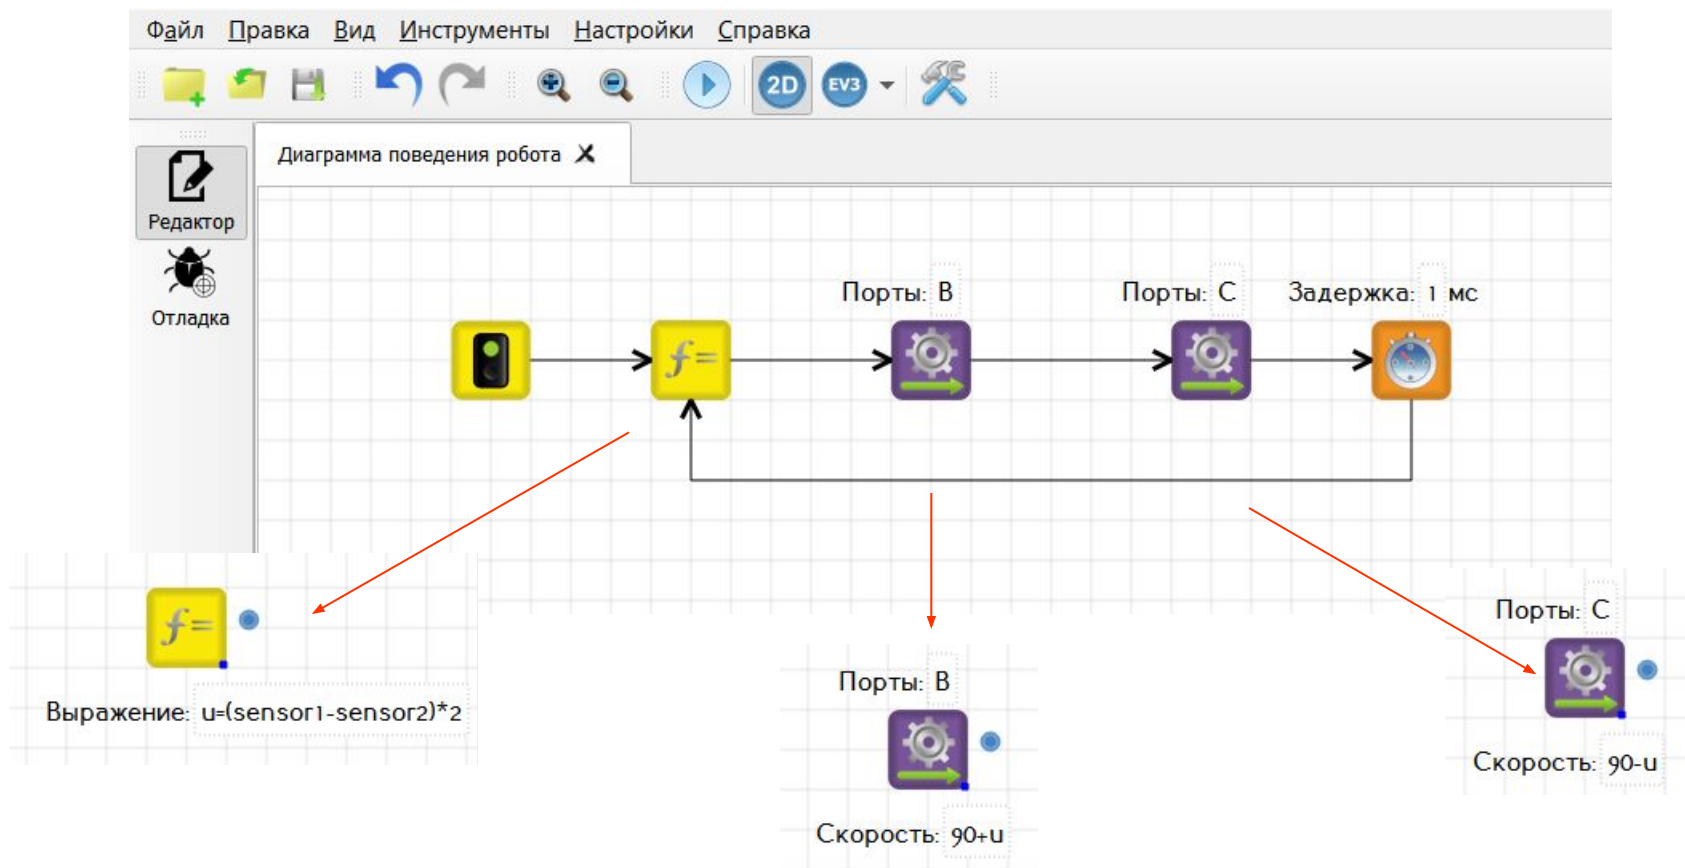 Файл Правка Вид Инструменты Настройки Справка
2D EV3
Диаграмма поведения робота
Редактор
Отладка
Порты: B
Порты: C
Задержка: 1 мс
f=
f=
Выражение: u=(sensor1-sensor2)*2
Порты: B
Скорость: 90+u
Порты: C
Скорость: 90-u